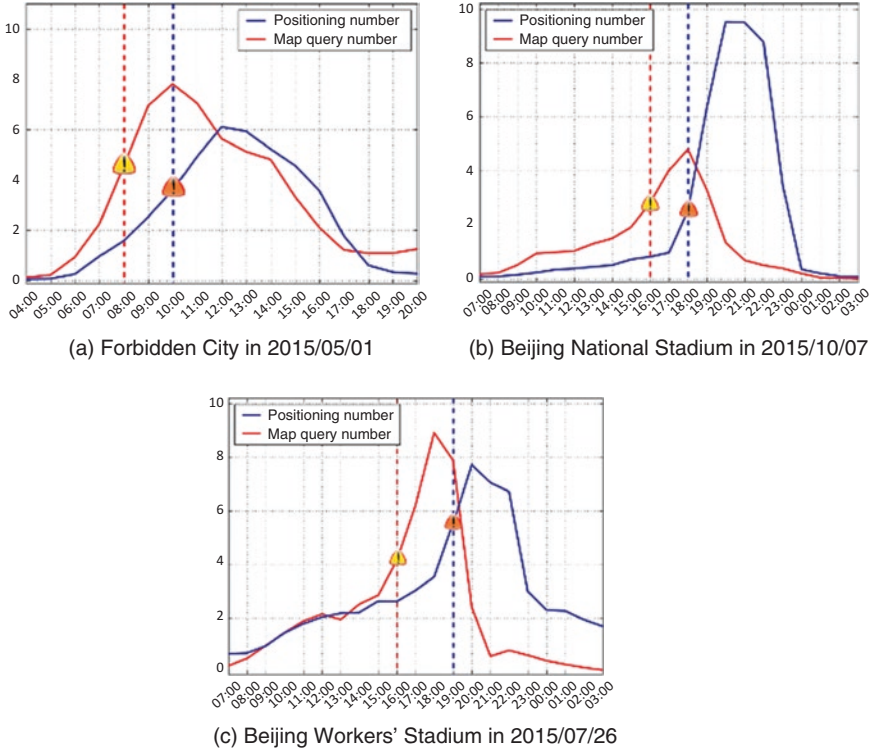 Positioning number
Map query number
10
8
6
4
2
0
04:00 05:00 06:00 07:00 08:00 09:00 10:00 11:00 12:00 13:00 14:00 15:00 16:00 17:00 18:00 19:00 20:00
(a) Forbidden City in 2015/05/01
Positioning number
Map query number
10
8
6
4
2
0
07:00 08:00 09:00 10:00 11:00 12:00 13:00 14:00 15:00 16:00 17:00 18:00 19:00 20:00 21:00 22:00 23:00 00:00 01:00 02:00 03:00
(b) Beijing National Stadium in 2015/10/07
Positioning number
Map query number
10
8
6
4
2
0
07:00 08:00 09:00 10:00 11:00 12:00 13:00 14:00 15:00 16:00 17:00 18:00 19:00 20:00 21:00 22:00 23:00 00:00 01:00 02:00 03:00
(c) Beijing Workers' Stadium in 2015/07/26